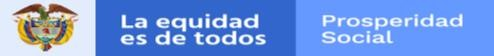 La equidad
es de todos
Prosperidad
Social